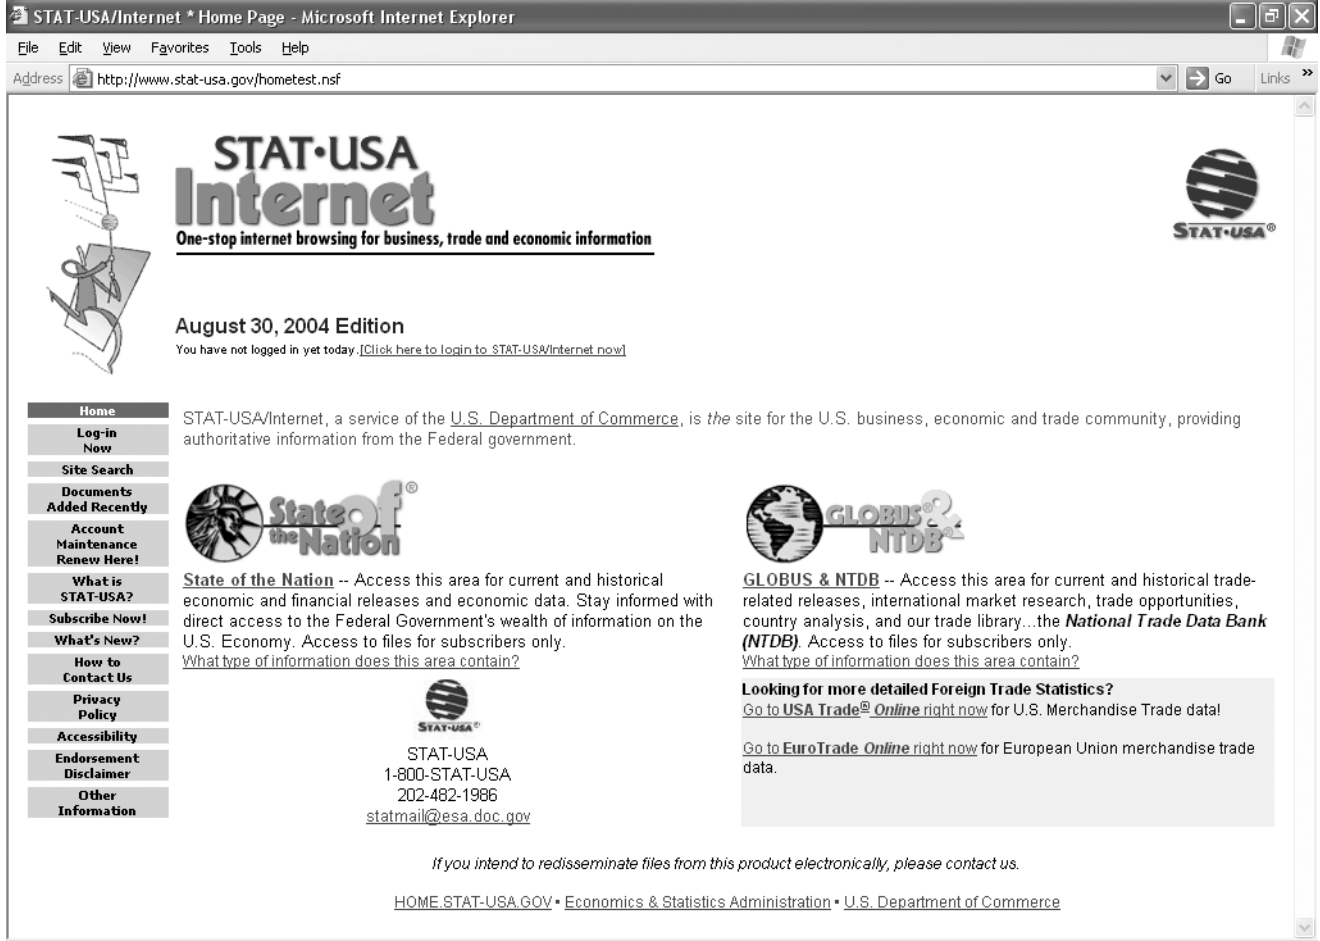 STAT-USA/Internet * Home Page - Microsoft Internet Explorer
File Edit View Favorites Tools Help
Address http://www.stat-usa.gov/hometest.nsf Go Links »
STAT•USA
Internet
One-stop internet browsing for business, trade and economic information
STAT•USA®
August 30, 2004 Edition
You have not logged in yet today.[Click here to login to STAT-USA/Internet now]
Home
Log-in
Now
Site Search
Documents
Added Recently
Account
Maintenance
Renew Here!
What is
STAT-USA?
Subscribe Now!
What's New?
How to
Contact Us
Privacy
Policy
Accessibility
Endorsement
Disclaimer
Other
Information
STAT-USA/Internet, a service of the U.S. Department of Commerce, is the site for the U.S. business, economic and trade community, providing
authoritative information from the Federal government.
State of
the Nation ®
State of the Nation -- Access this area for current and historical
economic and financial releases and economic data. Stay informed with
direct access to the Federal Government's wealth of information on the
U.S. Economy. Access to files for subscribers only.
What type of information does this area contain?
STAT•USA®
STAT-USA
1-800-STAT-USA
202-482-1986
statmail@esa.doc.gov
GLOBUS® &
NTDB®
GLOBUS & NTDB -- Access this area for current and historical trade-
related releases, international market research, trade opportunities,
country analysis, and our trade library...the National Trade Data Bank
(NTDB). Access to files for subscribers only.
What type of information does this area contain?
Looking for more detailed Foreign Trade Statistics?
Go to USA Trade® Online right now for U.S. Merchandise Trade data!
Go to EuroTrade Online right now for European Union merchandise trade
data.
If you intend to redisseminate files from this product electronically, please contact us.
HOME.STAT-USA.GOV • Economics & Statistics Administration • U.S. Department of Commerce